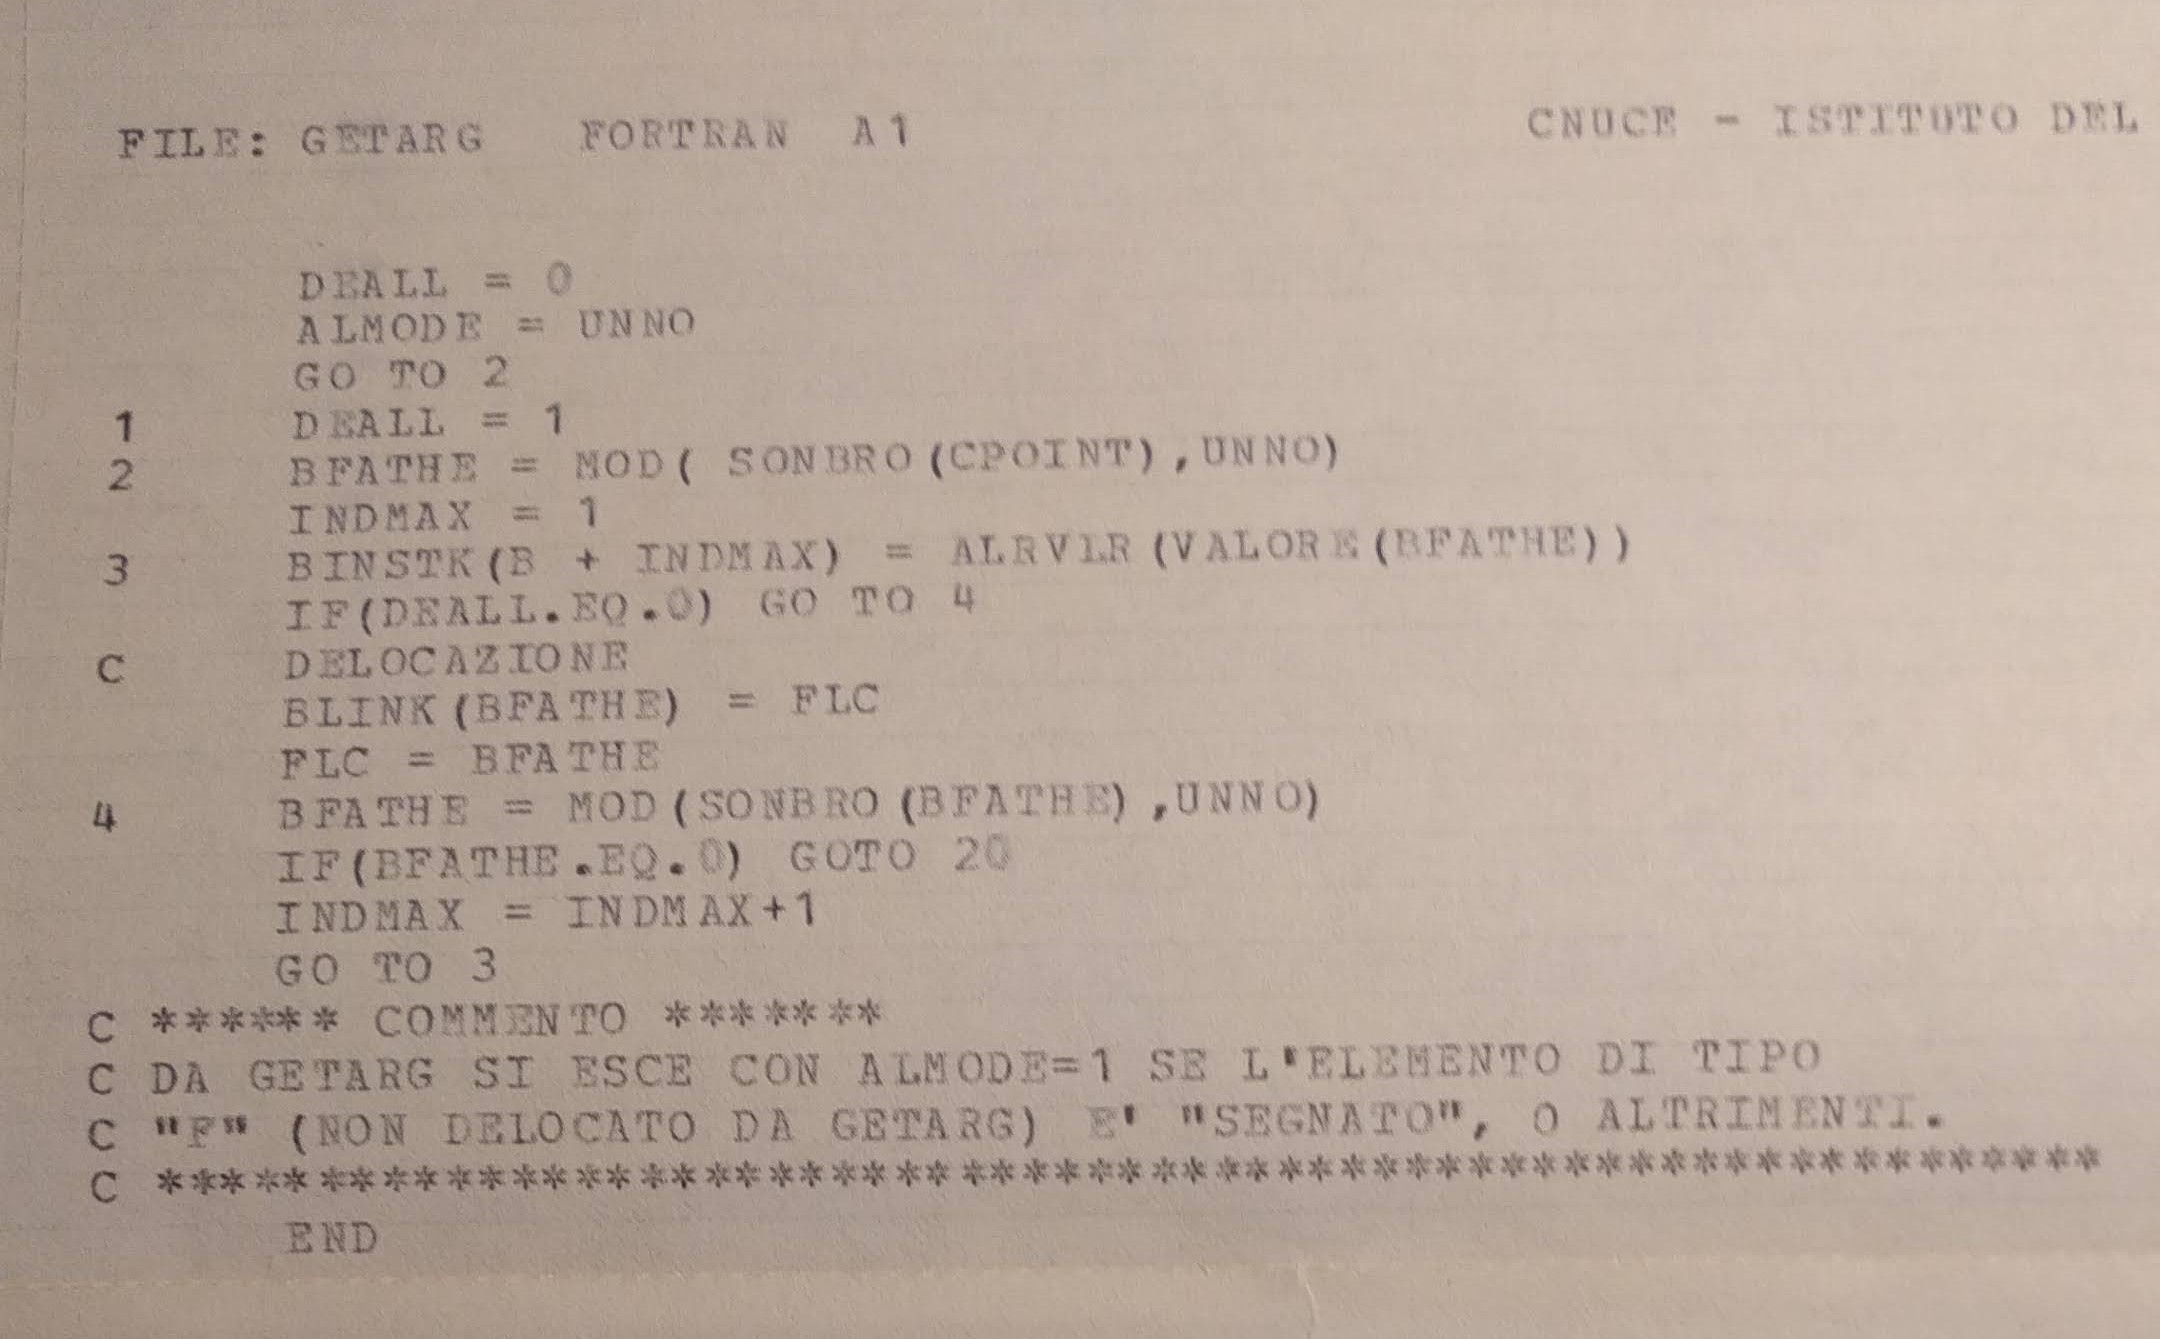 FILE: GETARG   FORTRAN  A1                    CNUCE - ISTITUTO DEL
      DEALL = 0
      ALMODE = UNNO
      GO TO 2
1     DEALL = 1
2     BFATHE = MOD( SONBRO(CPOINT),UNNO)
      INDMAX = 1
3     BINSTK(B + INDMAX) = ALRVLR(VALORE(BFATHE))
      IF(DEALL.EQ.0) GO TO 4
C     DELOCAZIONE
      BLINK(BFATHE) = FLC
      FLC = BFATHE
4     BFATHE = MOD(SONBRO(BFATHE),UNNO)
      IF(BFATHE.EQ.0) GOTO 20
      INDMAX = INDMAX+1
      GO TO 3
C ****** COMMENTO *******
C DA GETARG SI ESCE CON ALMODE=1 SE L'ELEMENTO DI TIPO
C "F" (NON DELOCATO DA GETARG) E' "SEGNATO", O ALTRIMENTI.
C *************************************************************
      END